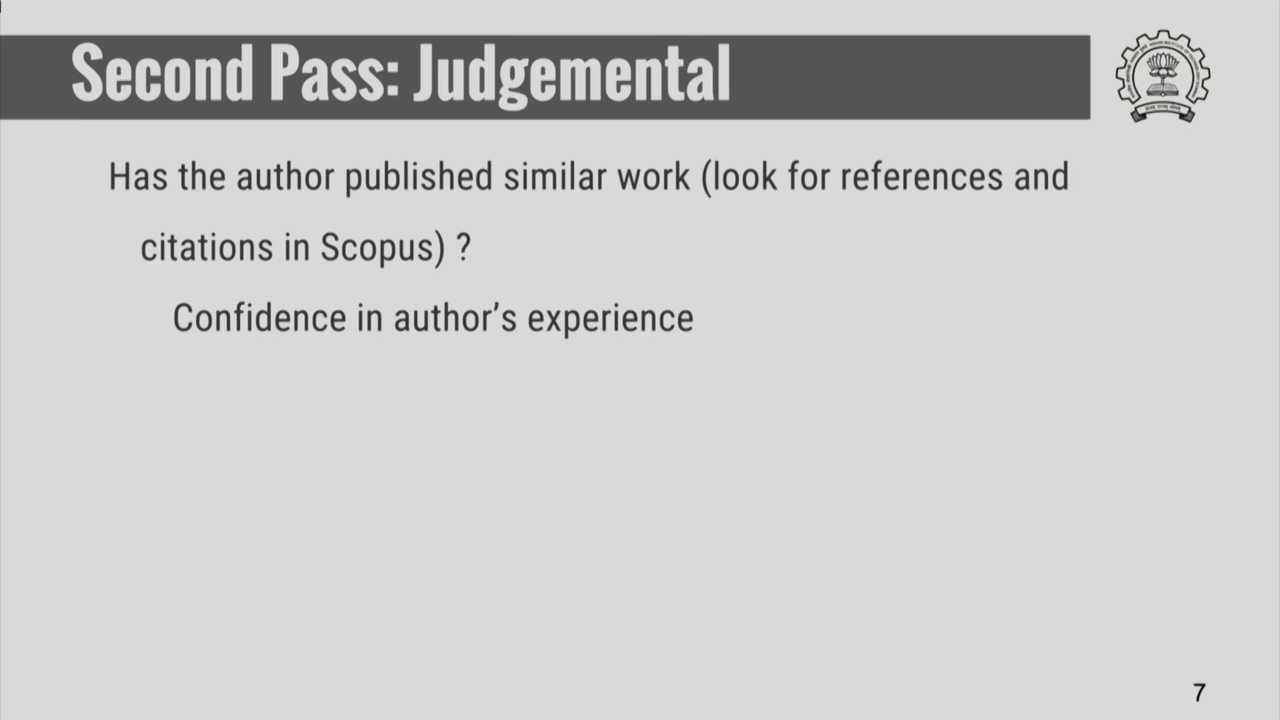 Second Pass: Judgemental
Has the author published similar work (look for references and
citations in Scopus) ?
Confidence in author’s experience
7